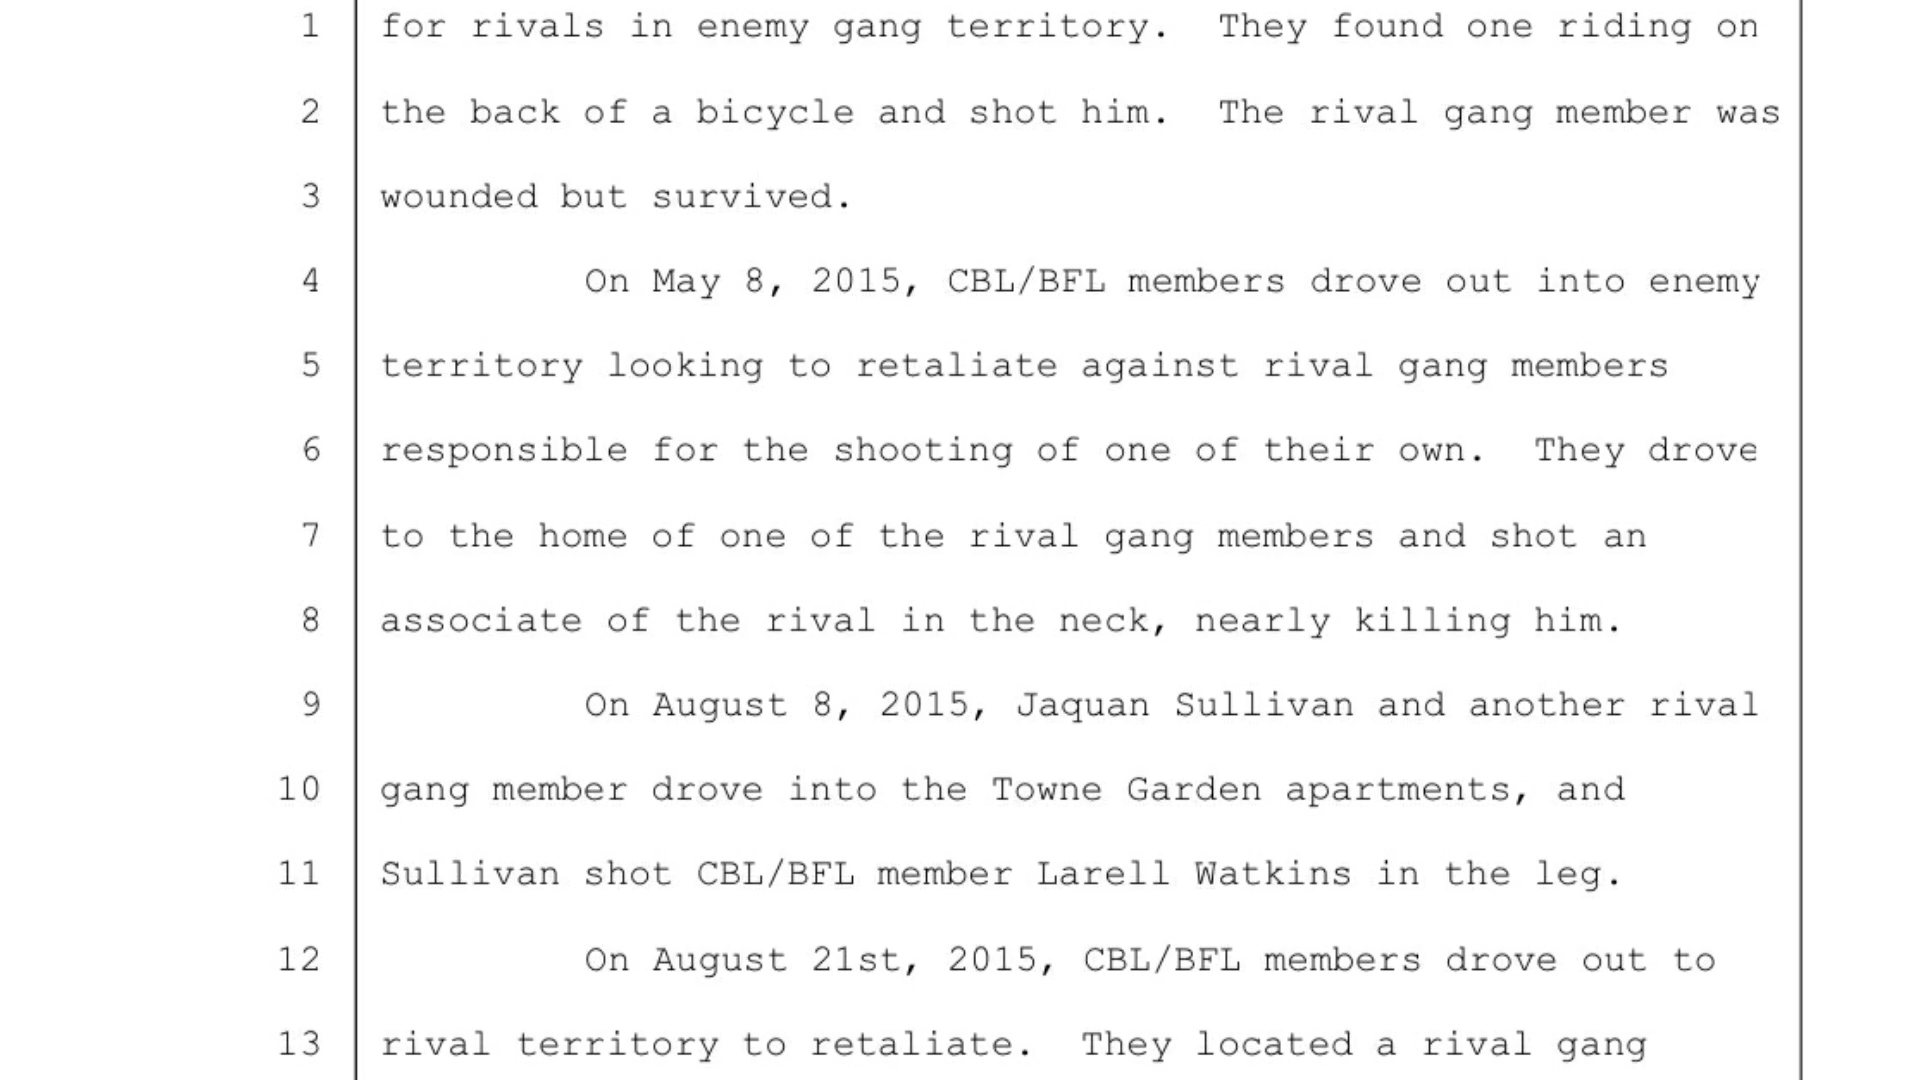 1 for rivals in enemy gang territory.  They found one riding on
2 the back of a bicycle and shot him.  The rival gang member was
3 wounded but survived.
4 On May 8, 2015, CBL/BFL members drove out into enemy
5 territory looking to retaliate against rival gang members
6 responsible for the shooting of one of their own.  They drove
7 to the home of one of the rival gang members and shot an
8 associate of the rival in the neck, nearly killing him.
9 On August 8, 2015, Jaquan Sullivan and another rival
10 gang member drove into the Towne Garden apartments, and
11 Sullivan shot CBL/BFL member Larell Watkins in the leg.
12 On August 21st, 2015, CBL/BFL members drove out to
13 rival territory to retaliate.  They located a rival gang